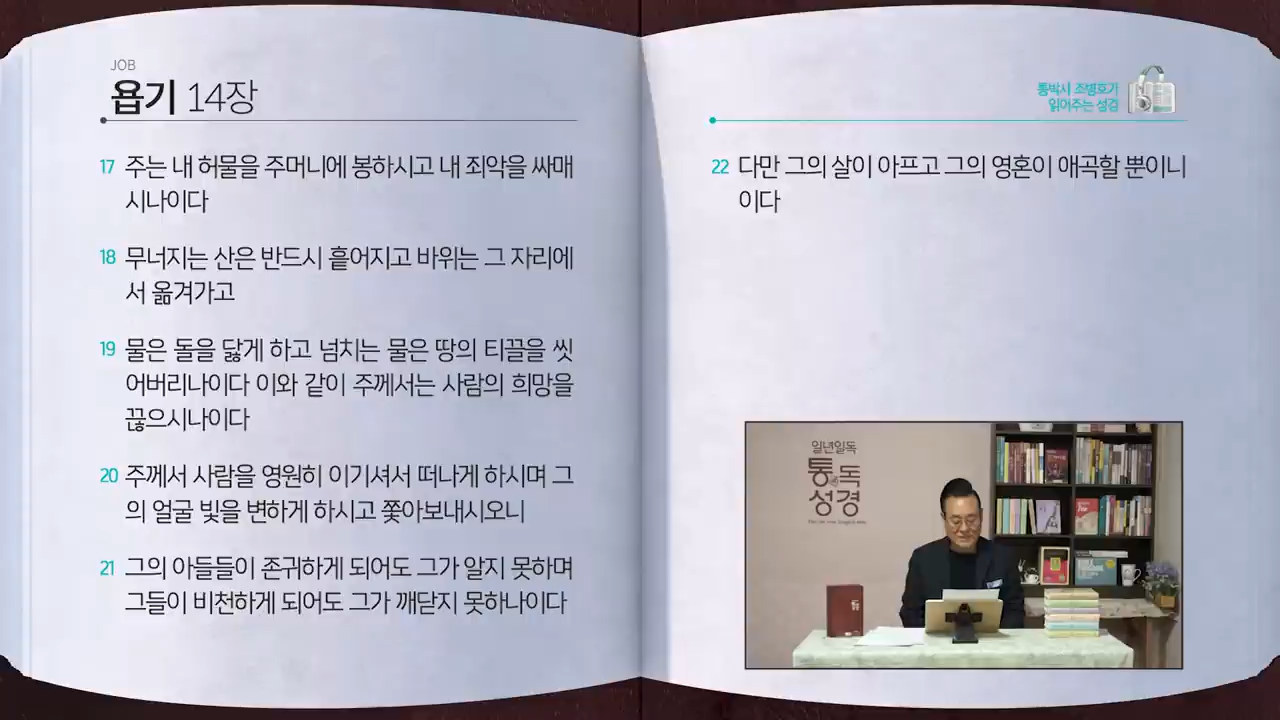 JOB
욥기 14장
17 주는 내 허물을 주머니에 봉하시고 내 죄악을 싸매
시나이다
18 무너지는 산은 반드시 흩어지고 바위는 그 자리에
서 옮겨가고
19 물은 돌을 닳게 하고 넘치는 물은 땅의 티끌을 씻
어버리나이다 이와 같이 주께서는 사람의 희망을
끊으시나이다
20 주께서 사람을 영원히 이기셔서 떠나게 하시며 그
의 얼굴 빛을 변하게 하시고 쫓아보내시오니
21 그의 아들들이 존귀하게 되어도 그가 알지 못하며
그들이 비천하게 되어도 그가 깨닫지 못하나이다
통박사 조병호가
읽어주는 성경
22 다만 그의 살이 아프고 그의 영혼이 애곡할 뿐이니
이다
일년일독
통독
성경